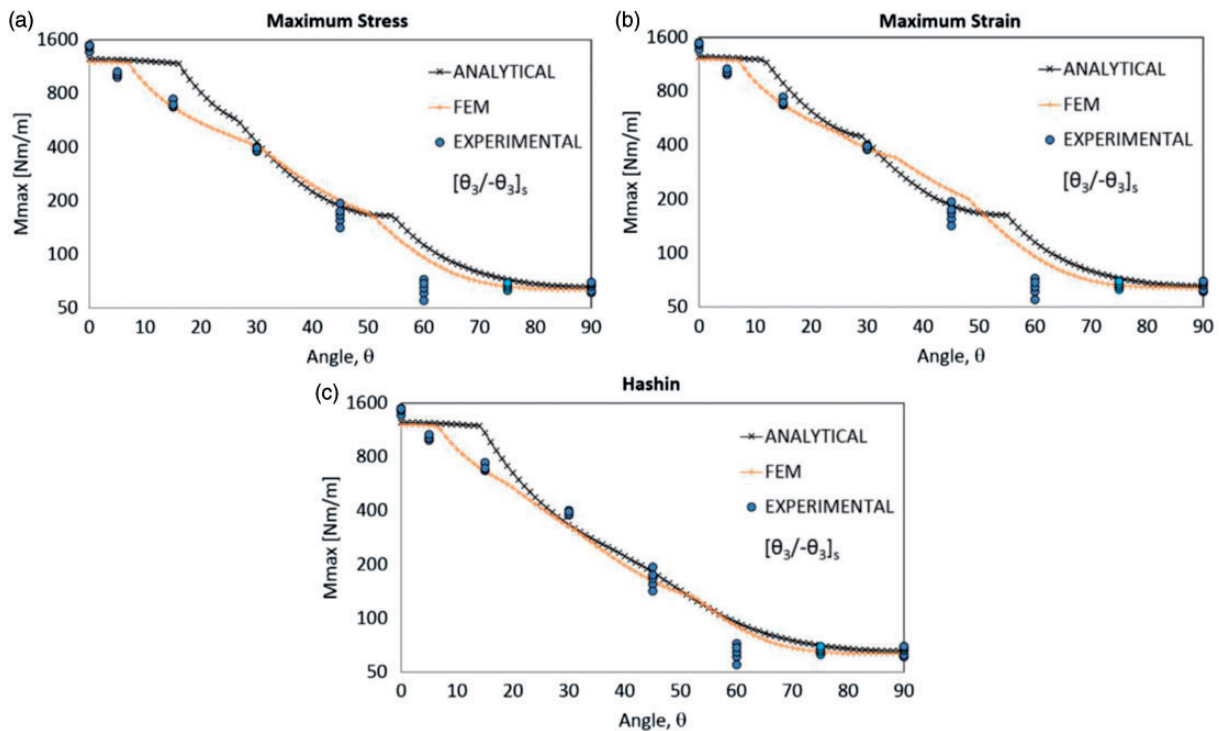 (a)
Maximum Stress
1600
800
400
200
100
50
Mmax [Nm/m]
ANALYTICAL
FEM
EXPERIMENTAL
[θ₃/-θ₃]ₛ
0 10 20 30 40 50 60 70 80 90
Angle, θ
(b)
Maximum Strain
1600
800
400
200
100
50
Mmax [Nm/m]
ANALYTICAL
FEM
EXPERIMENTAL
[θ₃/-θ₃]ₛ
0 10 20 30 40 50 60 70 80 90
Angle, θ
(c)
Hashin
1600
800
400
200
100
50
Mmax [Nm/m]
ANALYTICAL
FEM
EXPERIMENTAL
[θ₃/-θ₃]ₛ
0 10 20 30 40 50 60 70 80 90
Angle, θ